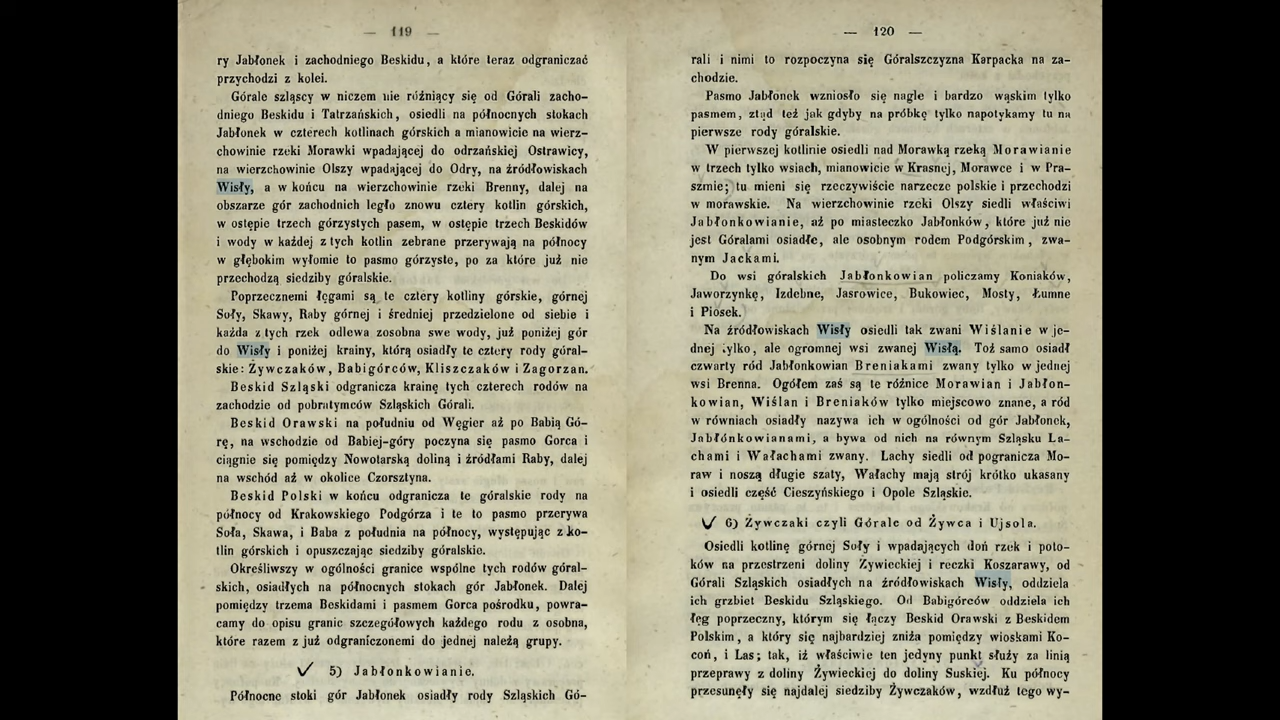 — 119 —
ry Jabłonek i zachodniego Beskidu, a które teraz odgraniczać
przychodzi z kolei.
Górale szląscy w niczem nie różniący się od Górali zacho-
dniego Beskidu i Tatrzańskich, osiedli na północnych stokach
Jabłonek w czterech kotlinach górskich a mianowicie na wierz-
chowinie rzeki Morawki wpadającej do odrzańskiej Ostrawicy,
na wierzchowinie Olszy wpadającej do Odry, na źródłowiskach
Wisły, a w końcu na wierzchowinie rzeki Brenny, dalej na
obszarze gór zachodnich legło znowu cztery kotlin górskich,
w ostępie trzech górzystych pasem, w ostępie trzech Beskidów
i wody w każdej z tych kotlin zebrane przerywają na północy
w głębokim wyłomie to pasmo górzyste, po za które już nie
przechodzą siedziby góralskie.
Poprzecznemi łęgami są te cztery kotliny górskie, górnej
Soły, Skawy, Raby górnej i średniej przedzielone od siebie i
każda z tych rzek odlewa zosobna swe wody, już poniżej gór
do Wisły i poniżej krainy, którą osiadły te cztery rody góral-
skie: Żywczaków, Babigórców, Kliszczaków i Zagorzan.
Beskid Szląski odgranicza krainę tych czterech rodów na
zachodzie od pobratymców Szląskich Górali.
Beskid Orawski na południu od Węgier aż po Babią Gó-
rę, na wschodzie od Babiej-góry poczyna się pasmo Gorca i
ciągnie się pomiędzy Nowotarską doliną i źródłami Raby, dalej
na wschód aż w okolice Czorsztyna.
Beskid Polski w końcu odgranicza te góralskie rody na
północy od Krakowskiego Podgórza i te to pasmo przerywa
Soła, Skawa, i Baba z południa na północy, występując z ko-
tlin górskich i opuszczając siedziby góralskie.
Określiwszy w ogólności granice wspólne tych rodów góral-
skich, osiadłych na północnych stokach gór Jabłonek. Dalej
pomiędzy trzema Beskidami i pasmem Gorca pośrodku, powra-
camy do opisu granic szczegółowych każdego rodu z osobna,
które razem z już odgraniczonemi do jednej należą grupy.
5) Jabłonkowianie.
Północne stoki gór Jabłonek osiadły rody Szląskich Gó-
— 120 —
rali i nimi to rozpoczyna się Góralszczyzna Karpacka na za-
chodzie.
Pasmo Jabłonek wzniosło się nagle i bardzo wąskim tylko
pasmem, ztąd też jak gdyby na próbkę tylko napotykamy tu na
pierwsze rody góralskie.
W pierwszej kotlinie osiedli nad Morawką rzeką Morawianie
w trzech tylko wsiach, mianowicie w Krasnej, Morawce i w Pra-
szmie; tu mieni się rzeczywiście narzecze polskie i przechodzi
w morawskie. Na wierzchowinie rzeki Olszy siedli właściwi
Jabłonkowianie, aż po miasteczko Jabłonków, które już nie
jest Góralami osiadłe, ale osobnym rodem Podgórskim, zwa-
nym Jackami.
Do wsi góralskich Jabłonkowian policzamy Koniaków,
Jaworzynkę, Izdebne, Jasrowice, Bukowiec, Mosty, Łumne
i Piosek.
Na źródłowiskach Wisły osiedli tak zwani Wiślanie w je-
dnej tylko, ale ogromnej wsi zwanej Wisłą. Toż samo osiadł
czwarty ród Jabłonkowian Breniakami zwany tylko w jednej
wsi Brenna. Ogółem zaś są te różnice Morawian i Jabłon-
kowian, Wiślan i Breniaków tylko miejscowo znane, a ród
w równiach osiadły nazywa ich w ogólności od gór Jabłonek,
Jabłónkowianami, a bywa od nich na równym Szląsku La-
chami i Wałachami zwany. Lachy siedli od pogranicza Mo-
raw i noszą długie szaty, Wałachy mają strój krótko ukasany
i osiedli część Cieszyńskiego i Opole Szląskie.
6) Żywczaki czyli Górale od Żywca i Ujsola.
Osiedli kotlinę górnej Soły i wpadających doń rzek i poto-
ków na przestrzeni doliny Żywieckiej i reczki Koszarawy, od
Górali Szląskich osiadłych na źródłowiskach Wisły, oddziela
ich grzbiet Beskidu Szląskiego. Od Babigórców oddziela ich
łęg poprzeczny, którym się łączy Beskid Orawski z Beskidem
Polskim, a który się najbardziej zniża pomiędzy wioskami Ko-
coń, i Las; tak, iż właściwie ten jedyny punkt służy za linią
przeprawy z doliny Żywieckiej do doliny Suskiej. Ku północy
przesunęły się najdalej siedziby Żywczaków, wzdłuż tego wy-